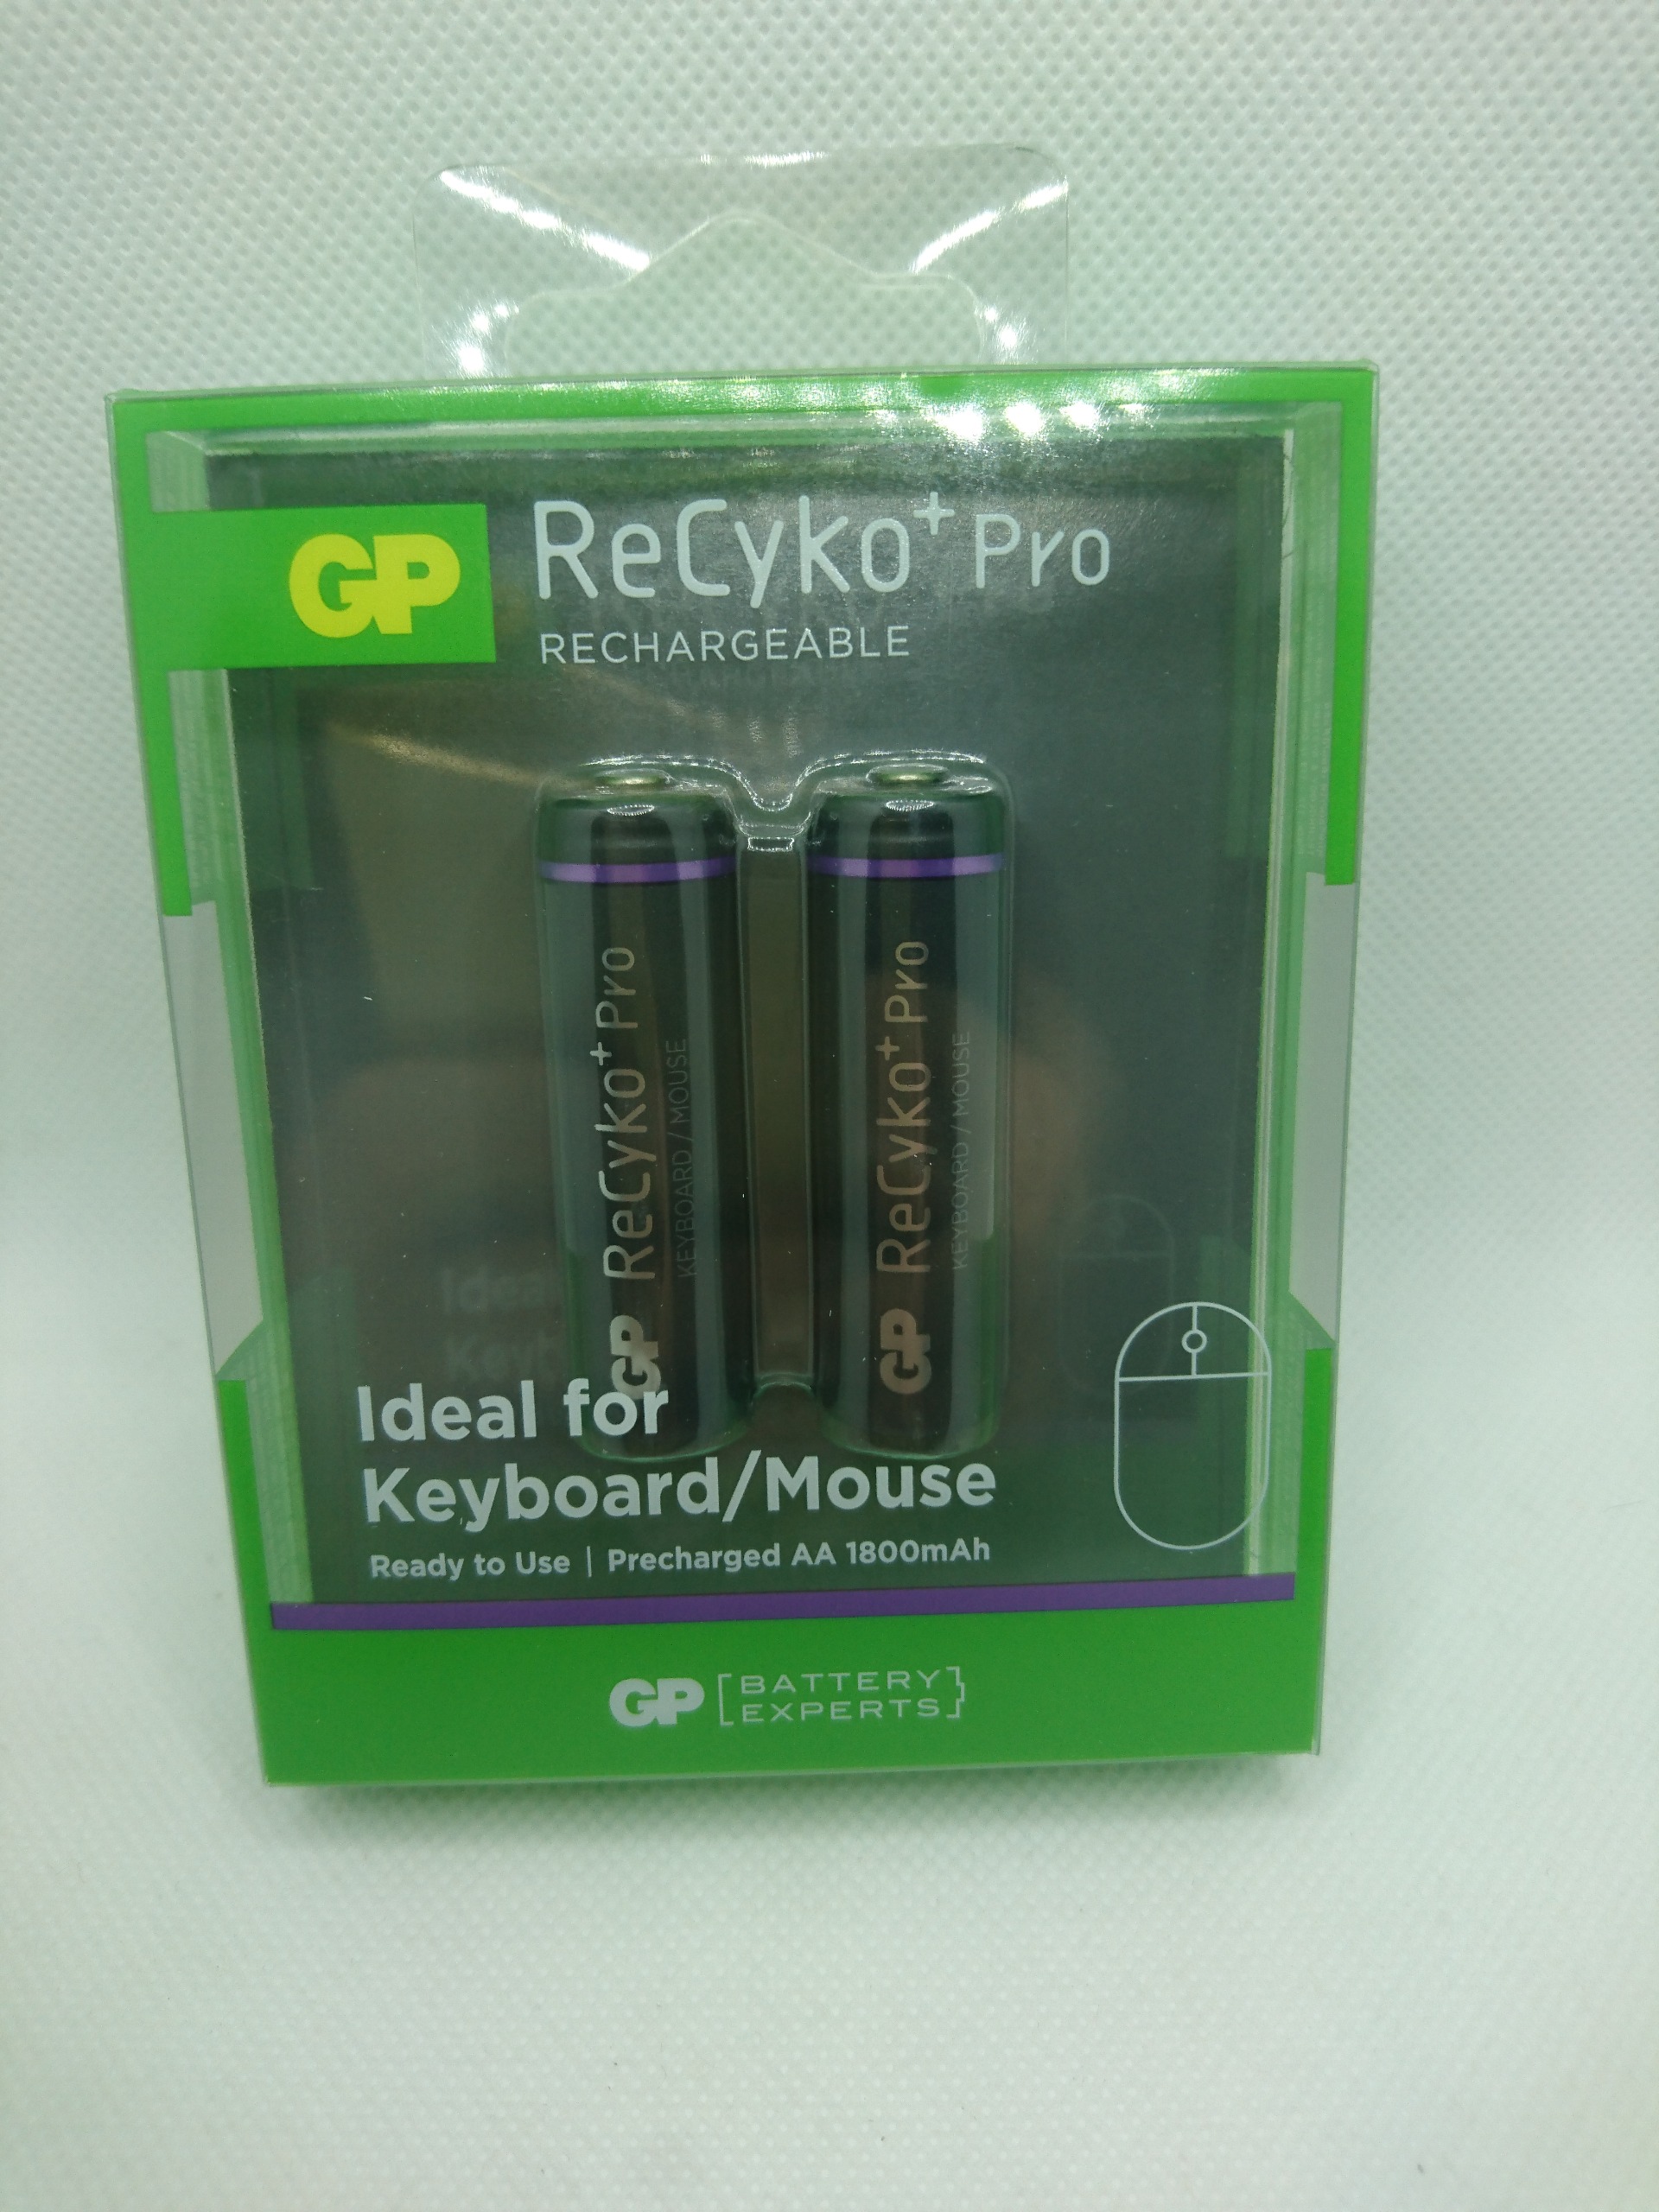 GP
ReCyko+ Pro
RECHARGEABLE
GP ReCyko+ Pro
KEYBOARD / MOUSE
GP ReCyko+ Pro
KEYBOARD / MOUSE
Ideal for
Keyboard/Mouse
Ready to Use | Precharged AA 1800mAh
GP [BATTERY
EXPERTS]